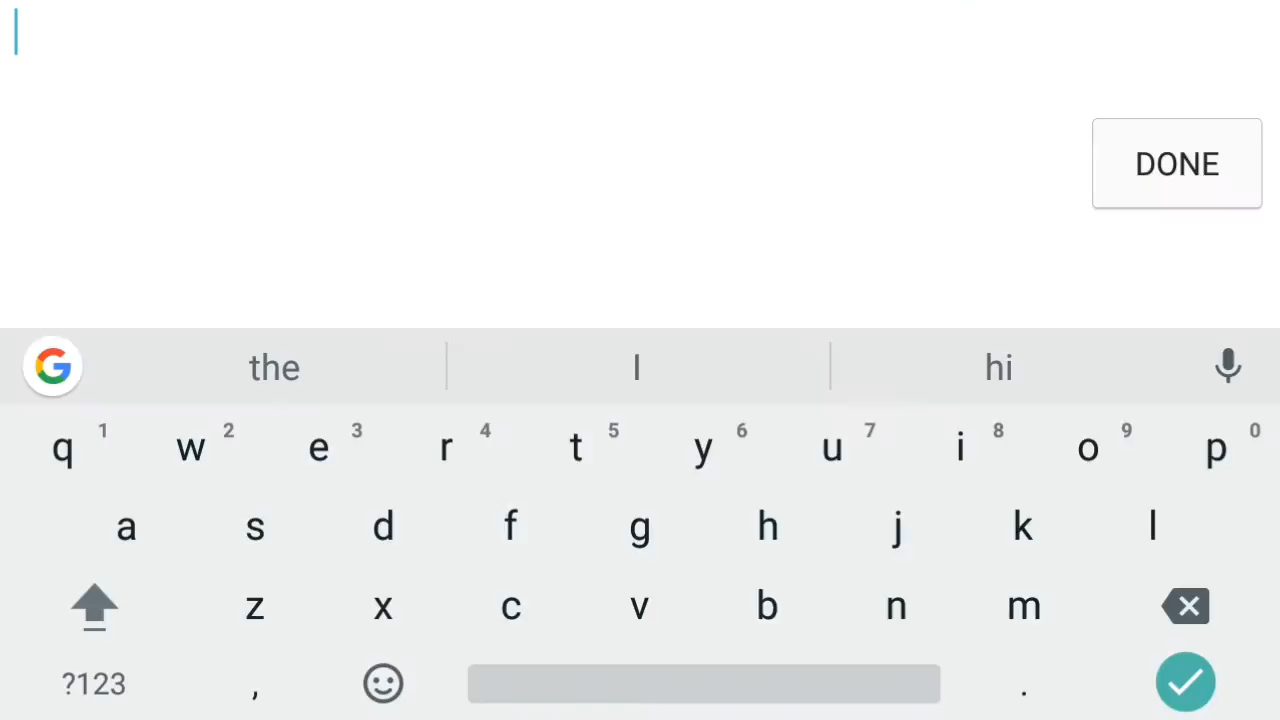 DONE
the I hi
q 1 w 2 e 3 r 4 t 5 y 6 u 7 i 8 o 9 p 0
a s d f g h j k l
z x c v b n m
?123 , .